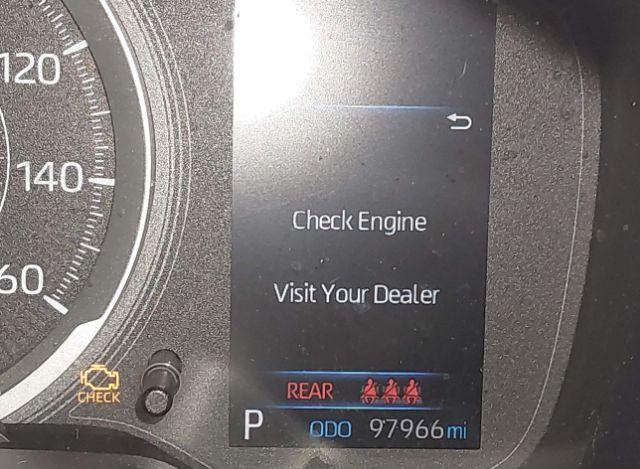 120
140
60
Check Engine
Visit Your Dealer
CHECK
REAR
P ODO 97966 mi